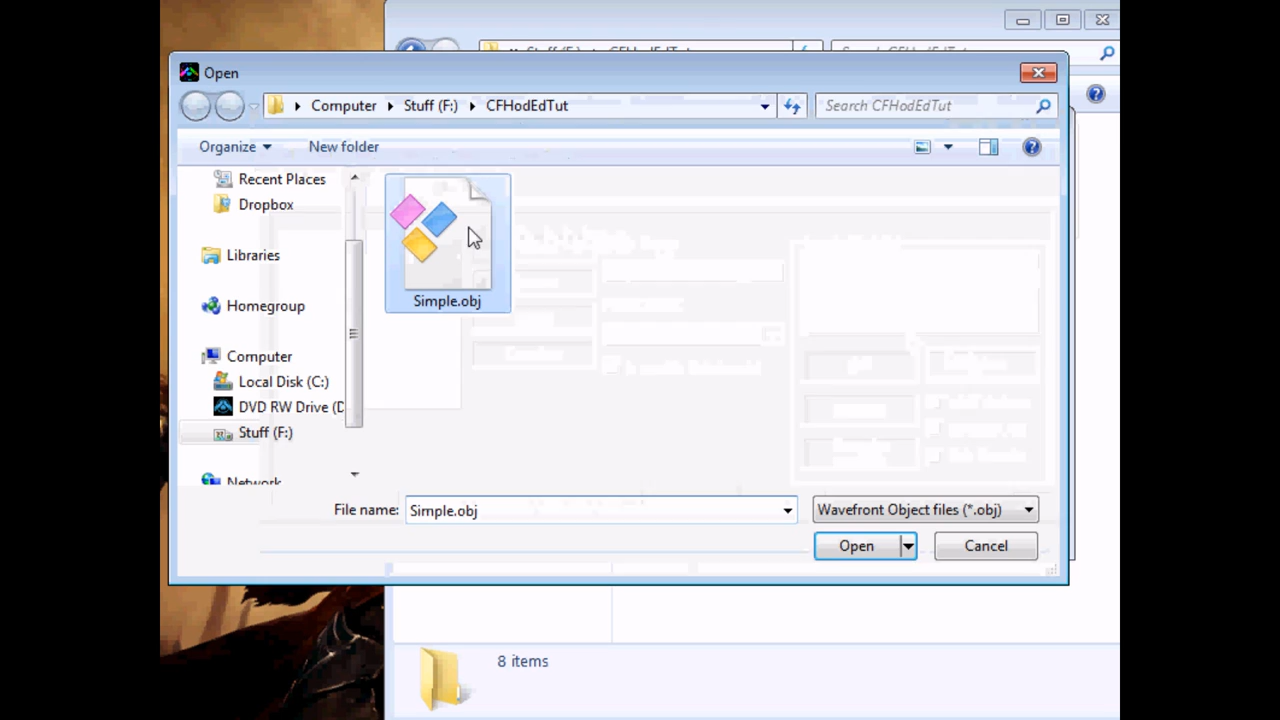 Open
Computer Stuff (F:) CFHodEdTut
Search CFHodEdTut
Organize New folder
Recent Places
Dropbox
Libraries
Homegroup
Computer
Local Disk (C:)
DVD RW Drive (D
Stuff (F:)
Network
Simple.obj
File name: Simple.obj
Wavefront Object files (*.obj)
Open Cancel
8 items